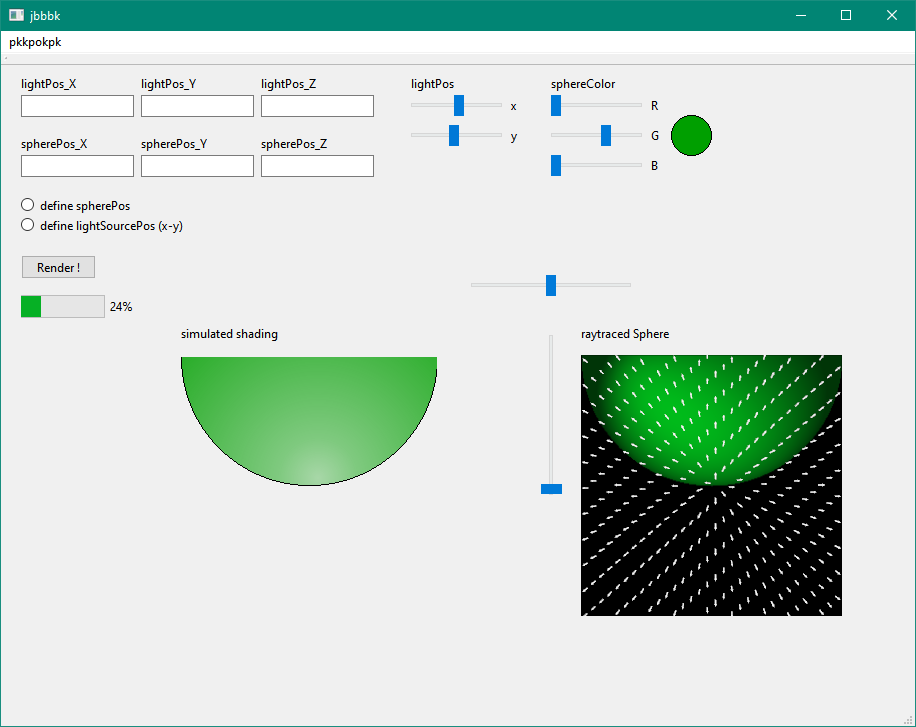 jbbbk
pkkpokpk
lightPos_X lightPos_Y lightPos_Z lightPos sphereColor
x R
spherePos_X spherePos_Y spherePos_Z y G
B
define spherePos
define lightSourcePos (x-y)
Render !
24%
simulated shading raytraced Sphere